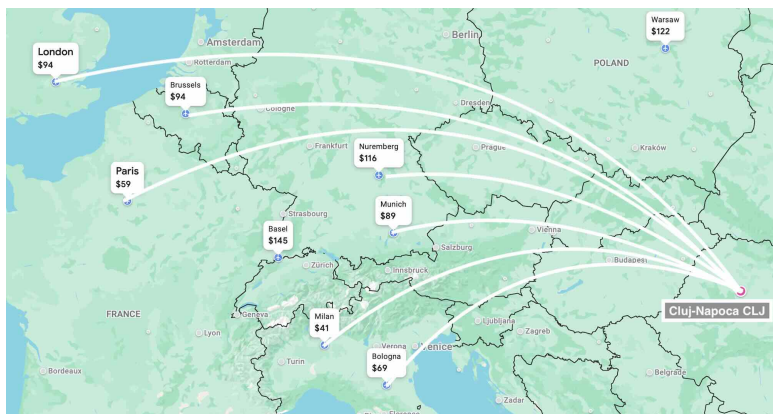 Warsaw
$122
Amsterdam
Berlin
London
$94
Rotterdam
POLAND
Brussels
$94
Cologne
Dresden
Nuremberg
$116
Frankfurt
Prague
Kraków
Paris
$59
Munich
$89
Strasbourg
Basel
$145
Vienna
Salzburg
Budapes
Zürich
Innsbruck
Cluj-Napoca CLJ
FRANCE
Geneva
Milan
$41
Ljubljana
Zagreb
Lyon
Verona
Venice
Bologna
$69
Turin
Bordeaux
Belgrade
Zadar
Florence